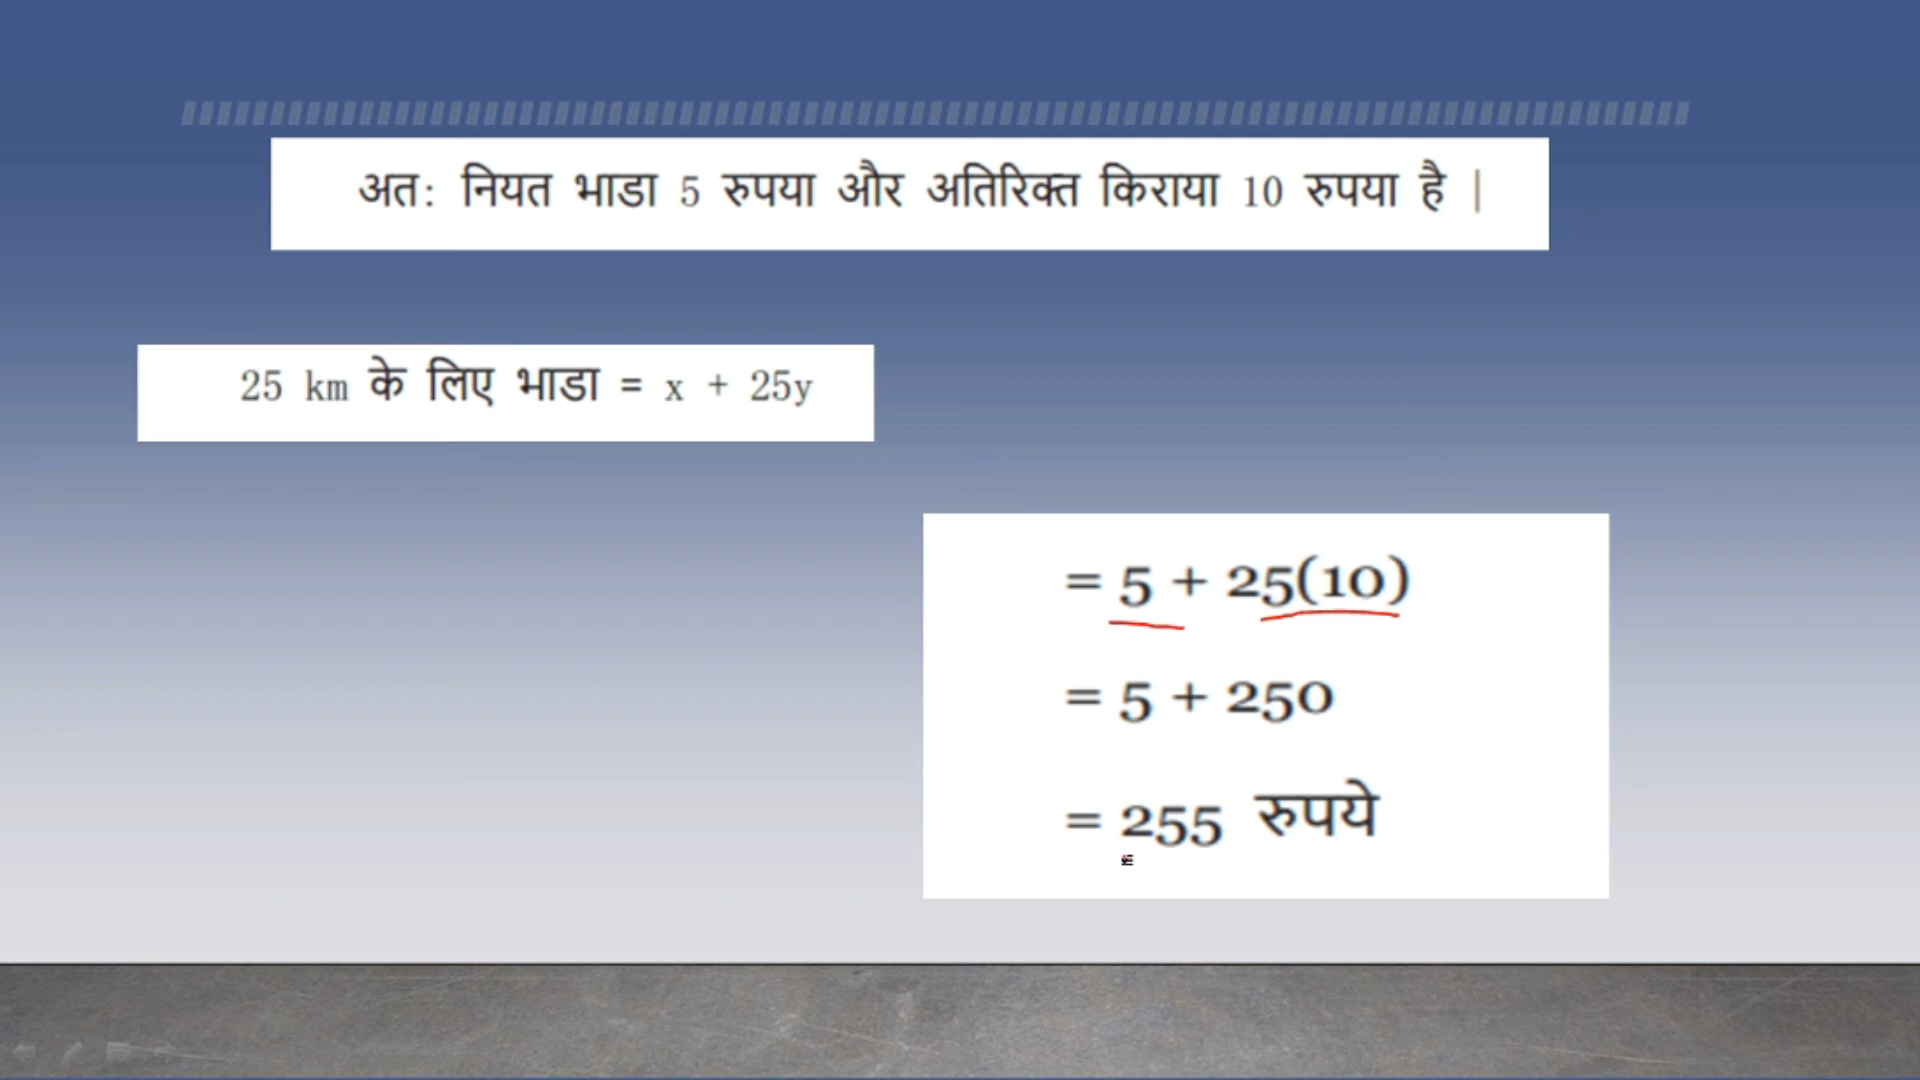 अत: नियत भाडा 5 रुपया और अतिरिक्त किराया 10 रुपया है |
25 km के लिए भाडा = x + 25y
= 5 + 25(10)
= 5 + 250
= 255 रुपये